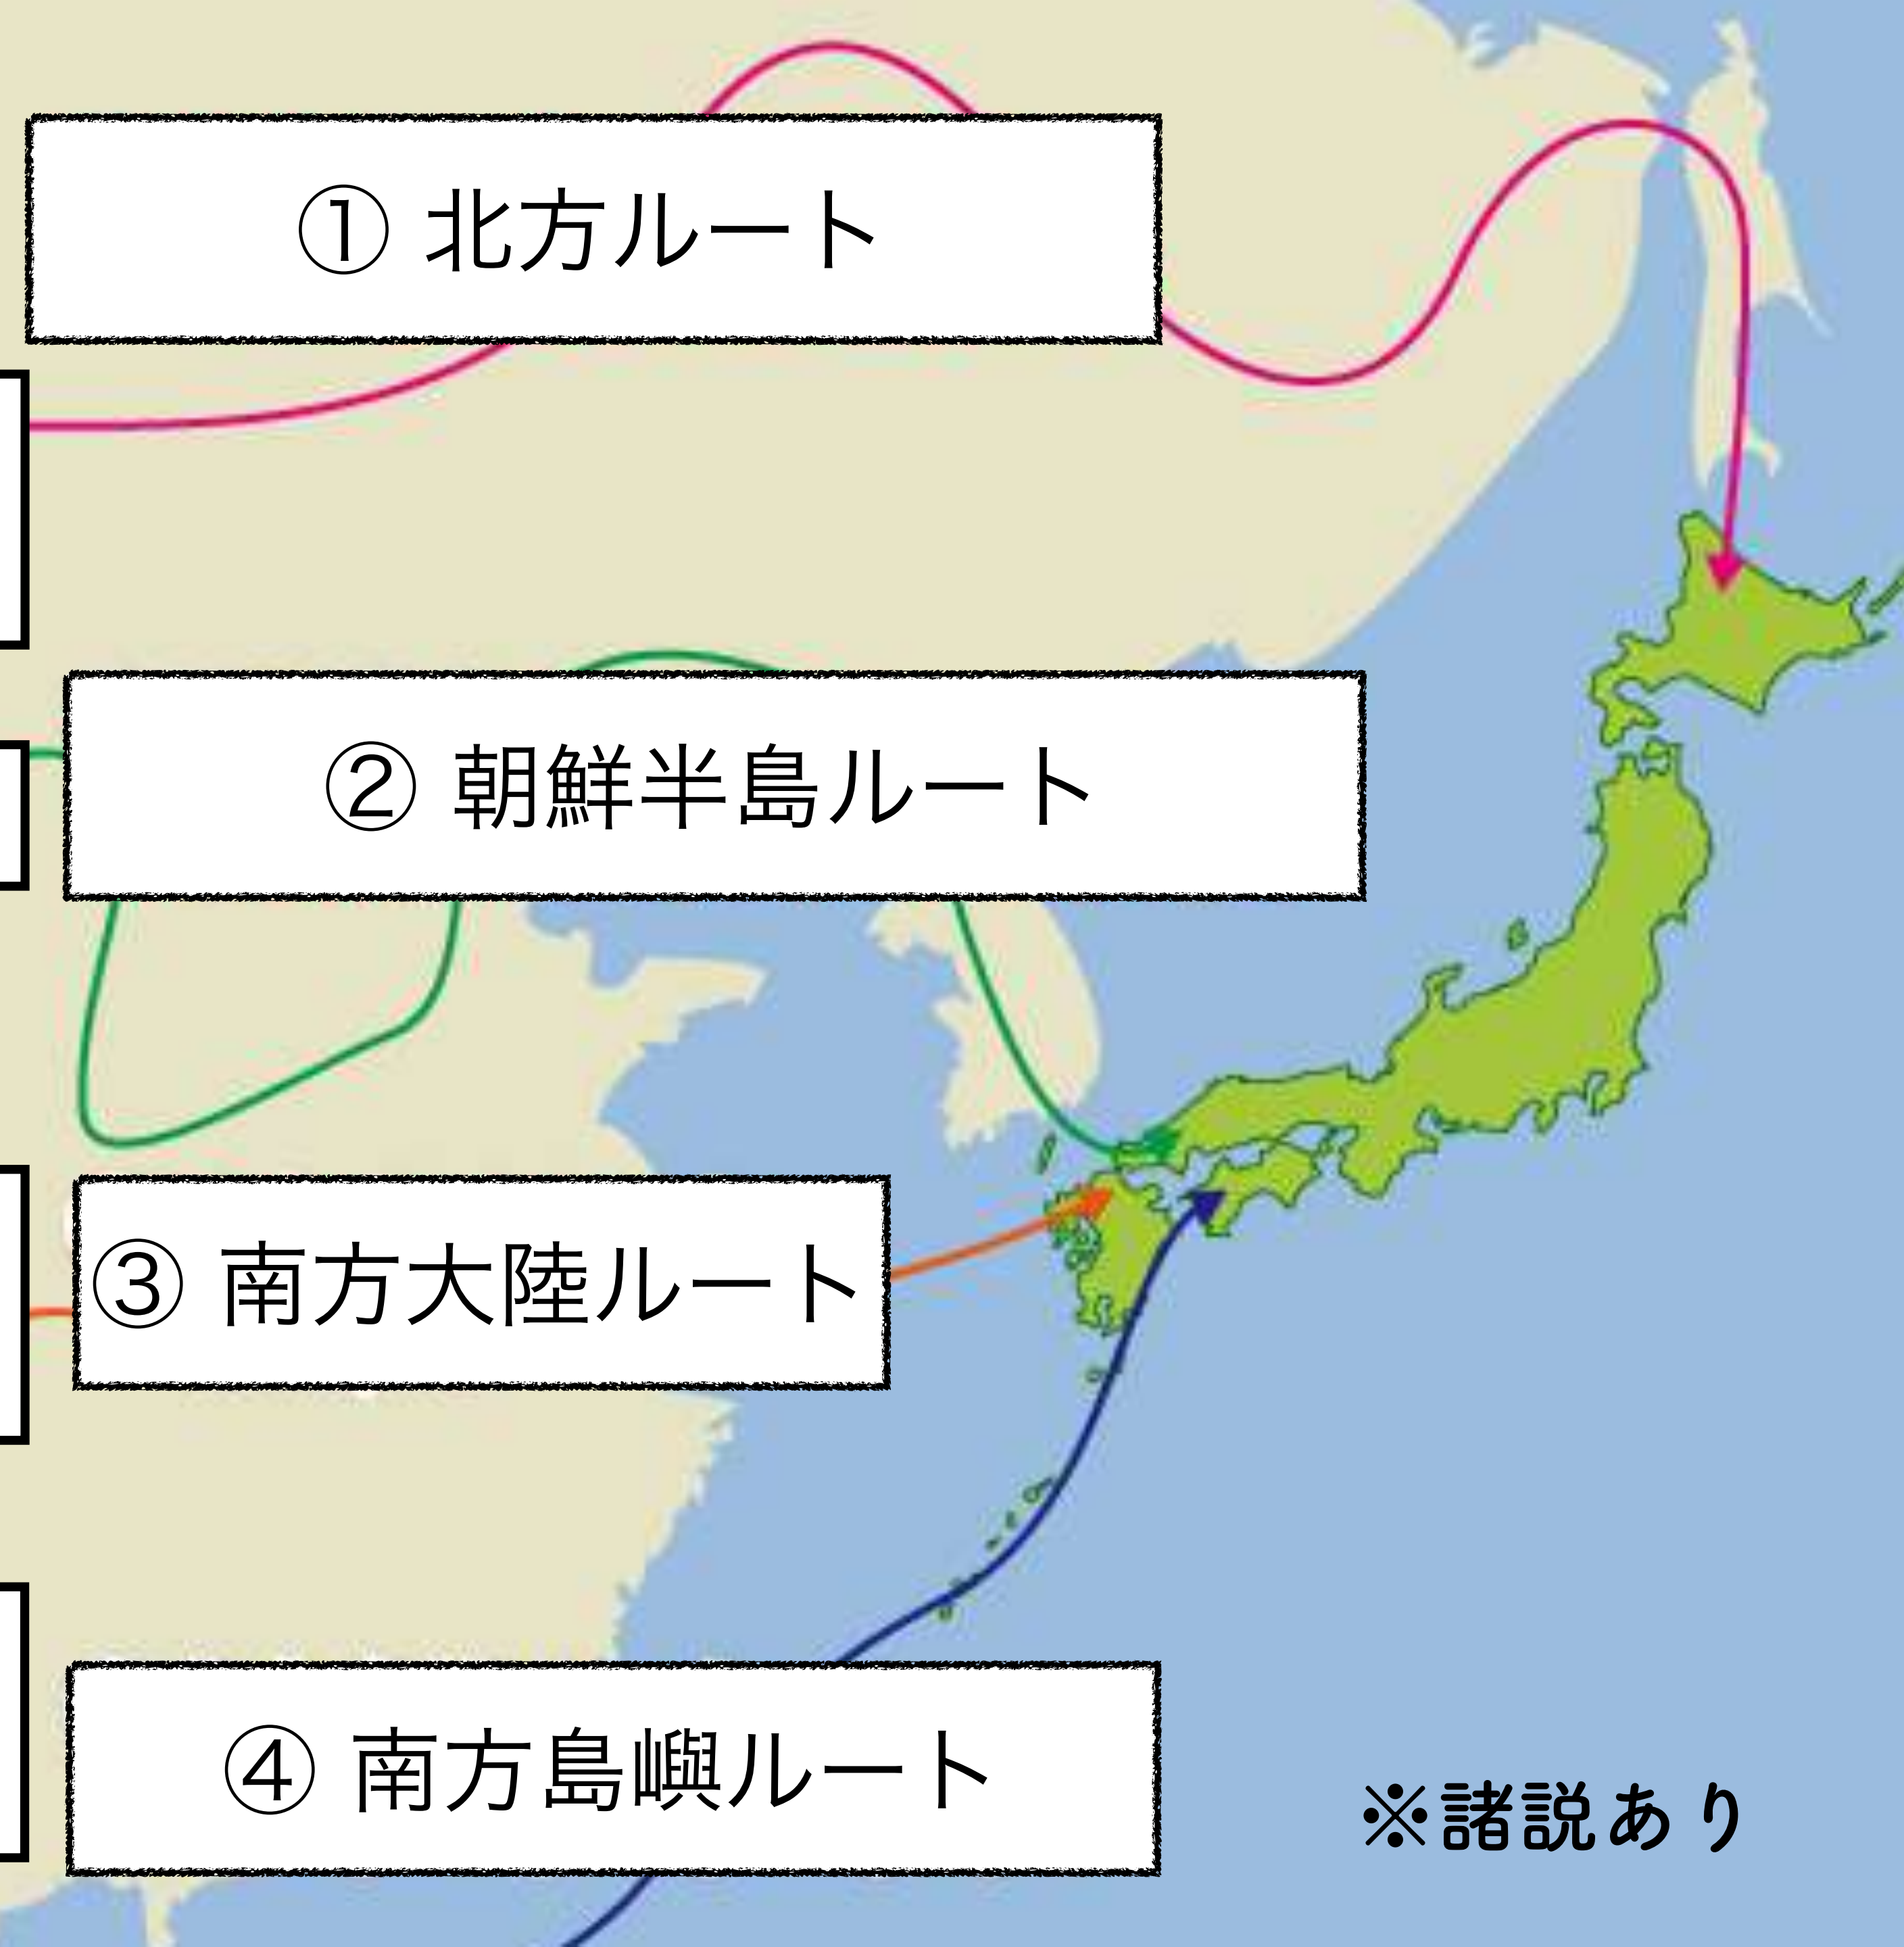 ① 北方ルート
② 朝鮮半島ルート
③ 南方大陸ルート
④ 南方島嶼ルート
※諸説あり